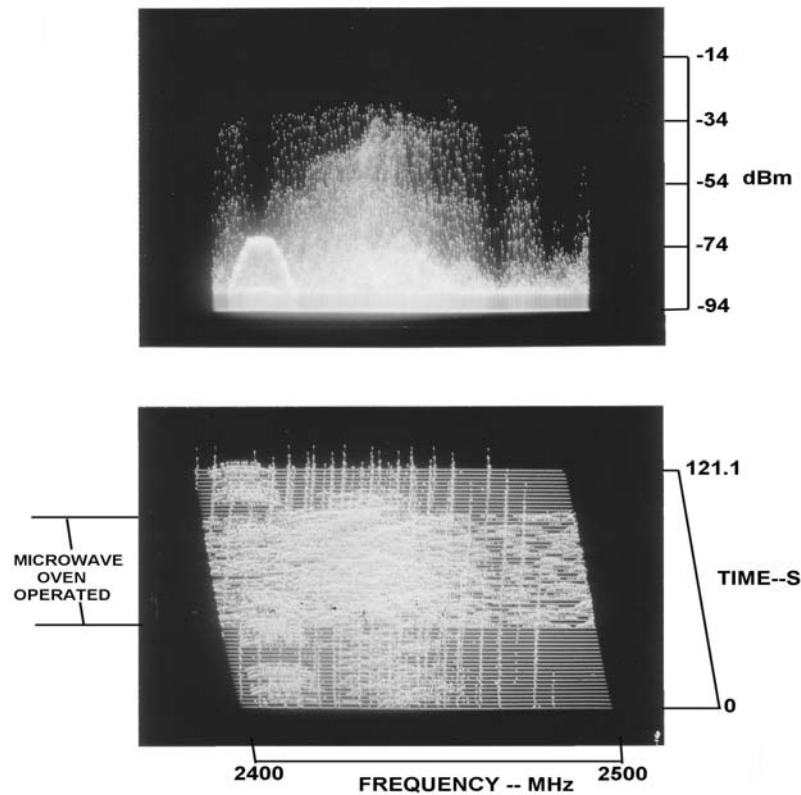 -14
-34
-54
dBm
-74
-94
121.1
MICROWAVE
OVEN
OPERATED
TIME--S
0
2400
2500
FREQUENCY -- MHz